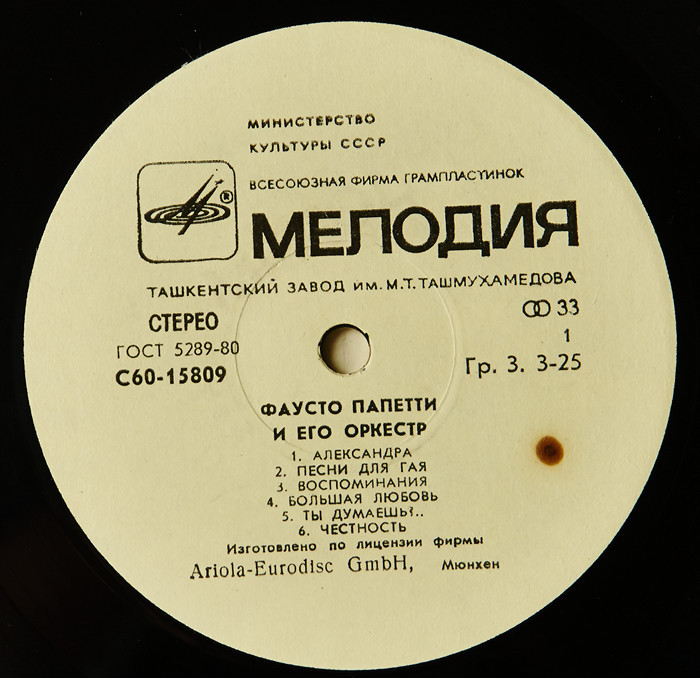 МИНИСТЕРСТВО
КУЛЬТУРЫ СССР
ВСЕСОЮЗНАЯ ФИРМА ГРАМПЛАСТИНОК
®
МЕЛОДИЯ
ТАШКЕНТСКИЙ ЗАВОД ИМ. М.Т. ТАШМУХАМЕДОВА
СТЕРЕО
33
ГОСТ 5289-80
1
С60-15809
Гр. 3. 3-25
ФАУСТО ПАПЕТТИ
И ЕГО ОРКЕСТР
1. АЛЕКСАНДРА
2. ПЕСНИ ДЛЯ ГАЯ
3. ВОСПОМИНАНИЯ
4. БОЛЬШАЯ ЛЮБОВЬ
5. ТЫ ДУМАЕШЬ?..
6. ЧЕСТНОСТЬ
Изготовлено по лицензии фирмы
Ariola-Eurodisc GmbH, Мюнхен